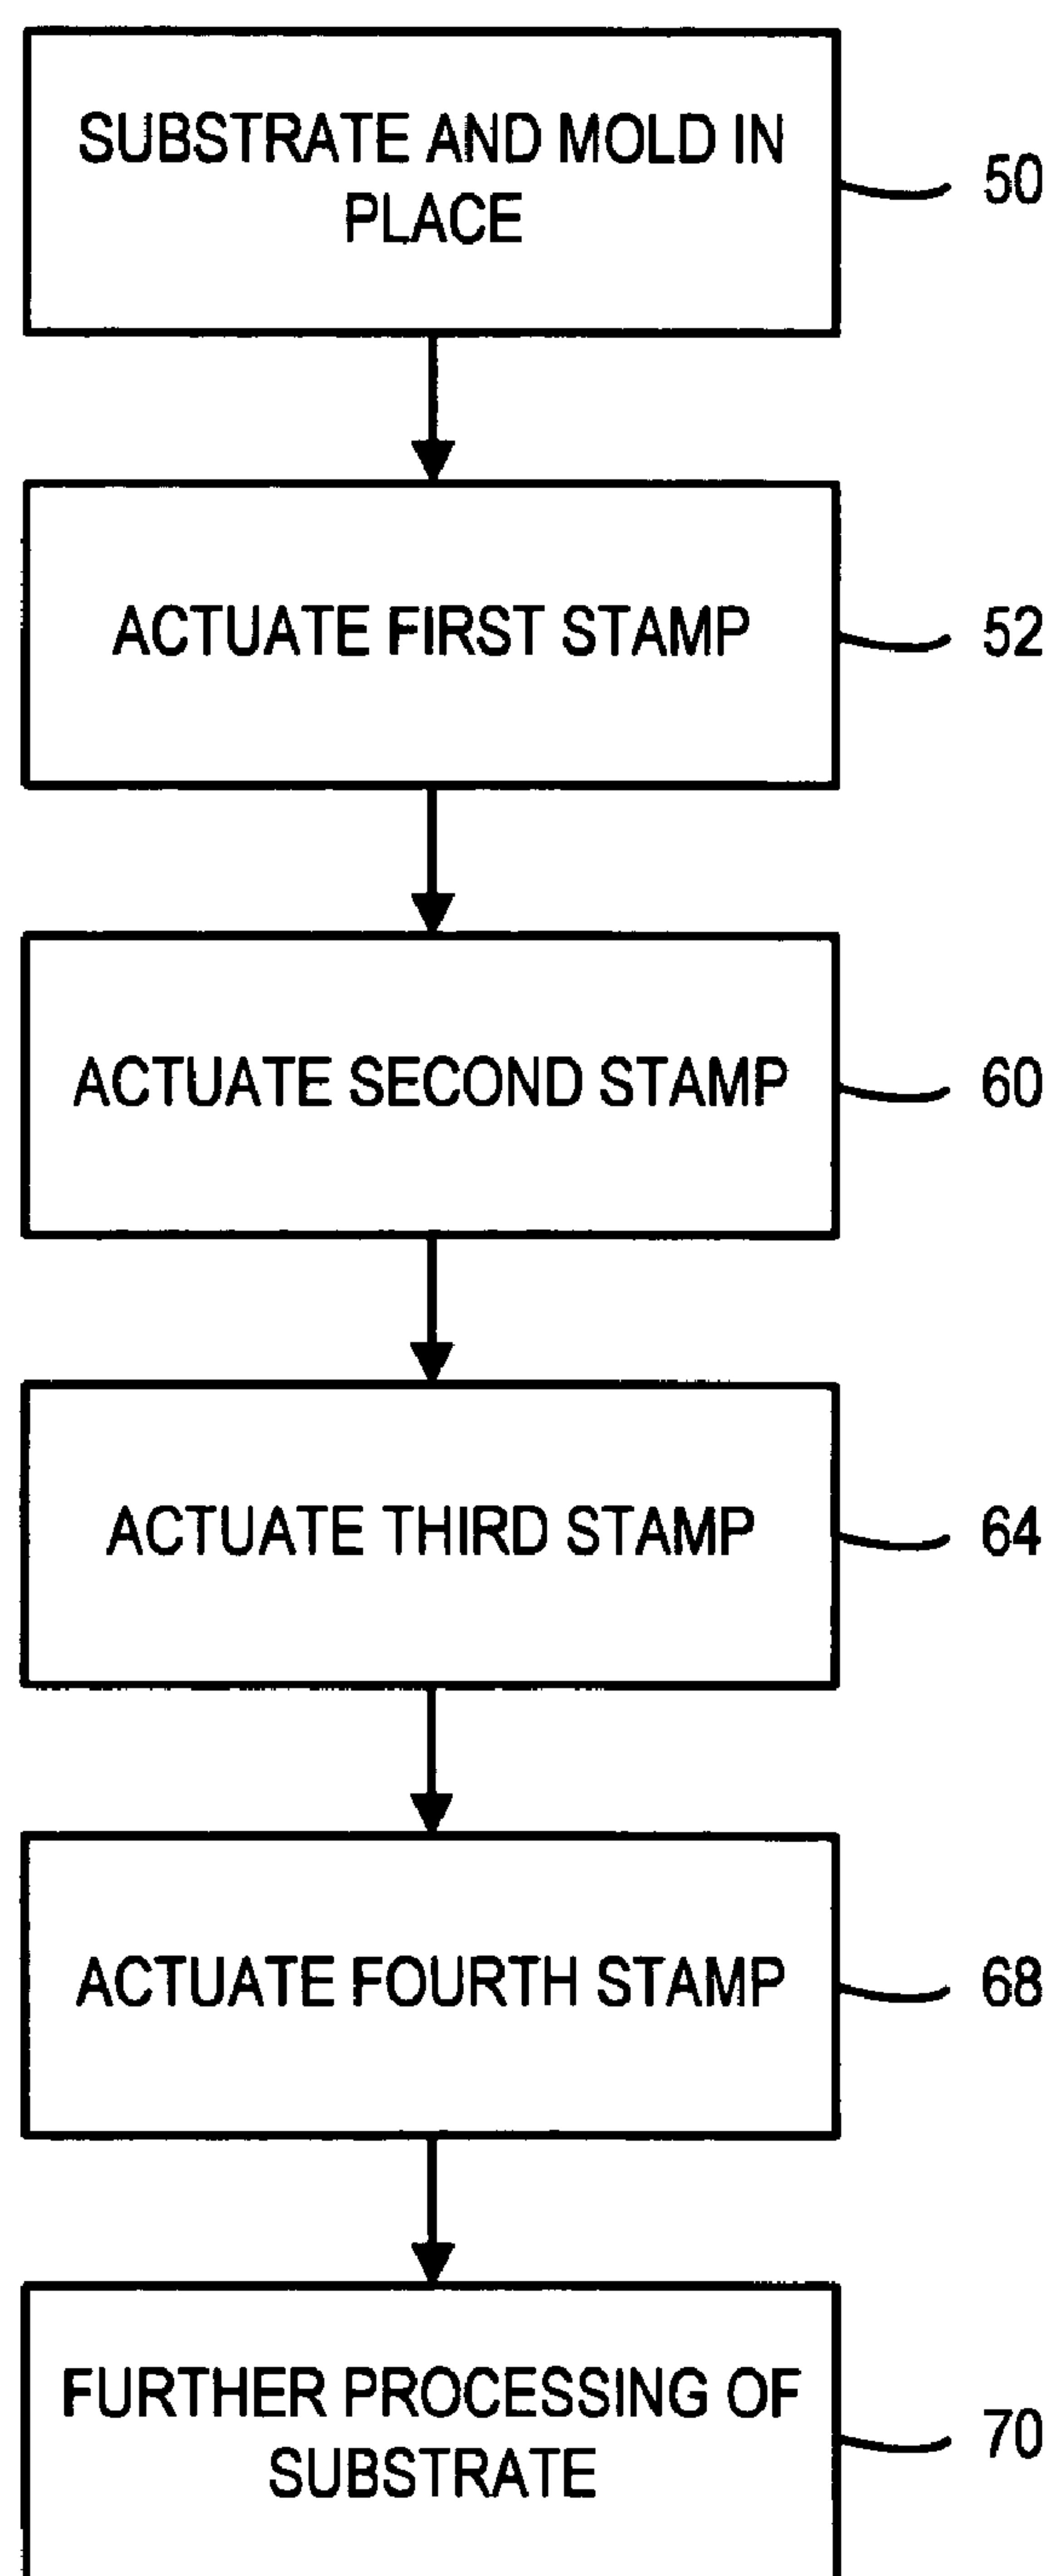 SUBSTRATE AND MOLD IN
PLACE
50
ACTUATE FIRST STAMP
52
ACTUATE SECOND STAMP
60
ACTUATE THIRD STAMP
64
ACTUATE FOURTH STAMP
68
FURTHER PROCESSING OF
SUBSTRATE
70